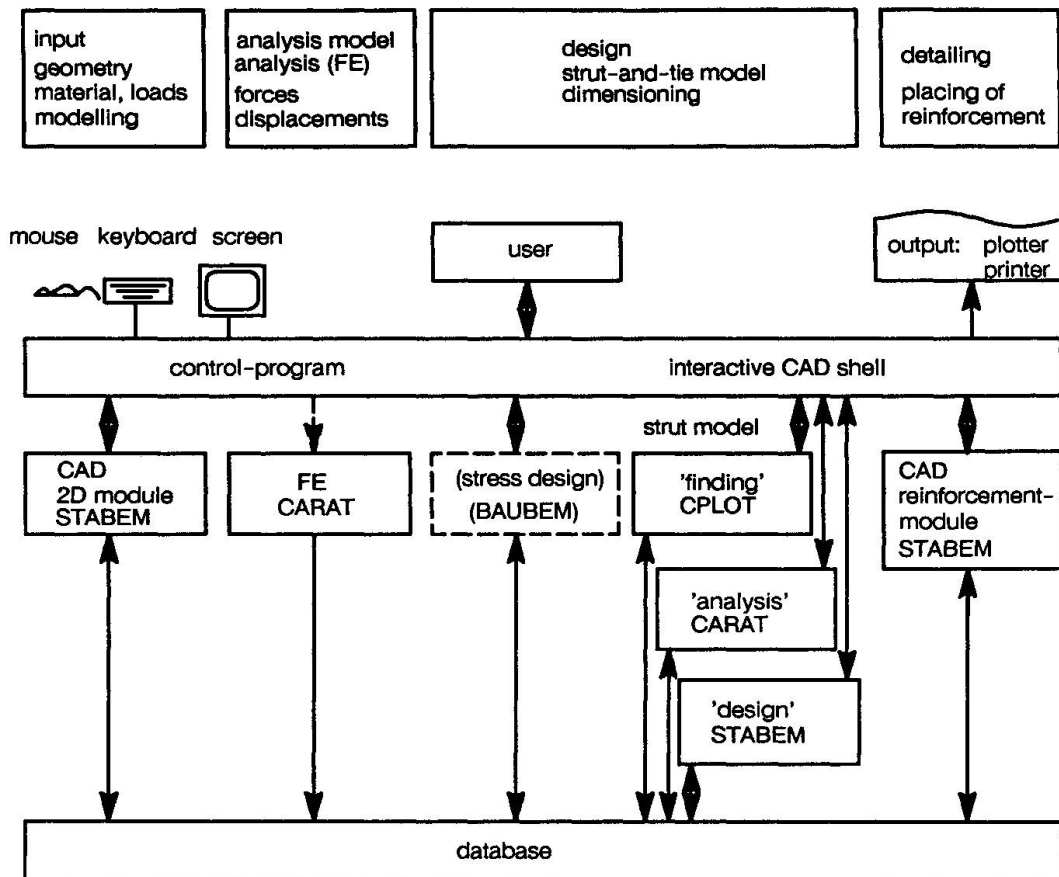 input
geometry
material, loads
modelling
analysis model
analysis (FE)
forces
displacements
design
strut-and-tie model
dimensioning
detailing
placing of
reinforcement
mouse keyboard screen
user
output: plotter
printer
control-program
interactive CAD shell
strut model
CAD
2D module
STABEM
FE
CARAT
(stress design)
(BAUBEM)
'finding'
CPLOT
CAD
reinforcement-
module
STABEM
'analysis'
CARAT
'design'
STABEM
database